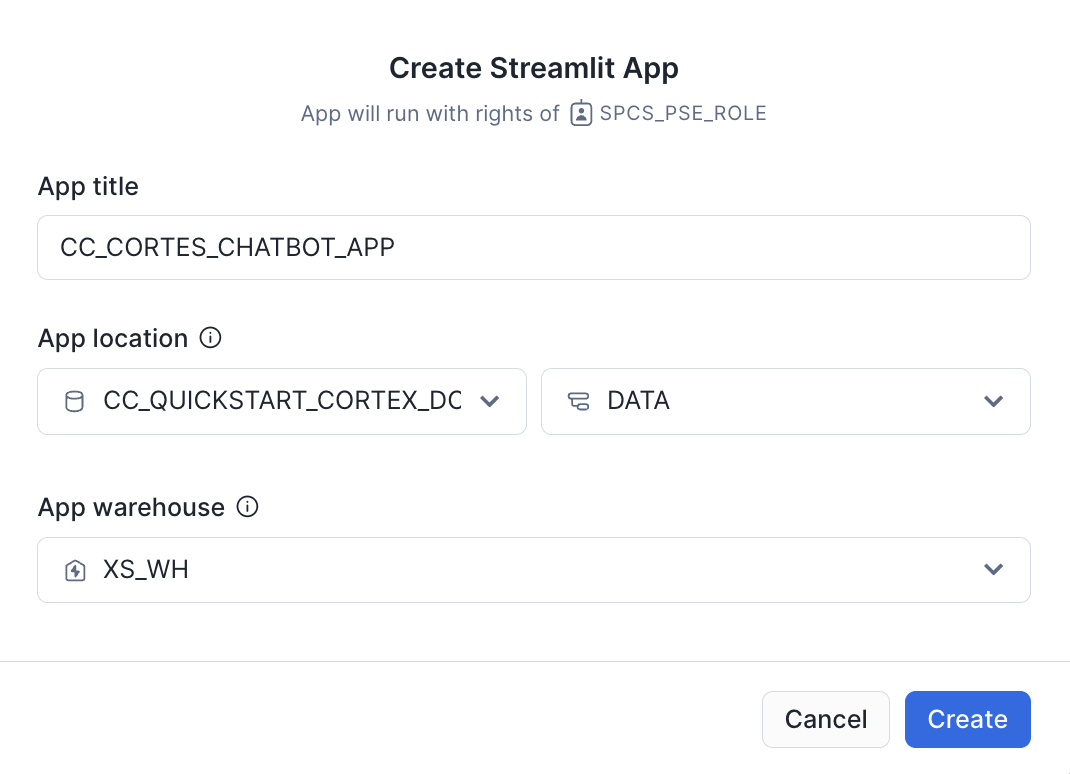 Create Streamlit App
App will run with rights of SPCS_PSE_ROLE
App title
CC_CORTES_CHATBOT_APP
App location
CC_QUICKSTART_CORTEX_DC DATA
App warehouse
XS_WH
Cancel Create